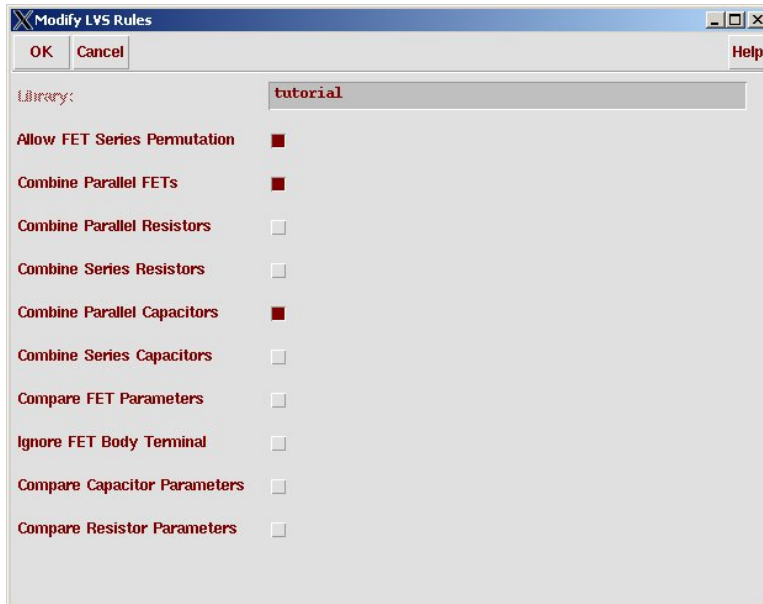 Modify LVS Rules
OK Cancel Help
Library: tutorial
Allow FET Series Permutation
Combine Parallel FETs
Combine Parallel Resistors
Combine Series Resistors
Combine Parallel Capacitors
Combine Series Capacitors
Compare FET Parameters
Ignore FET Body Terminal
Compare Capacitor Parameters
Compare Resistor Parameters